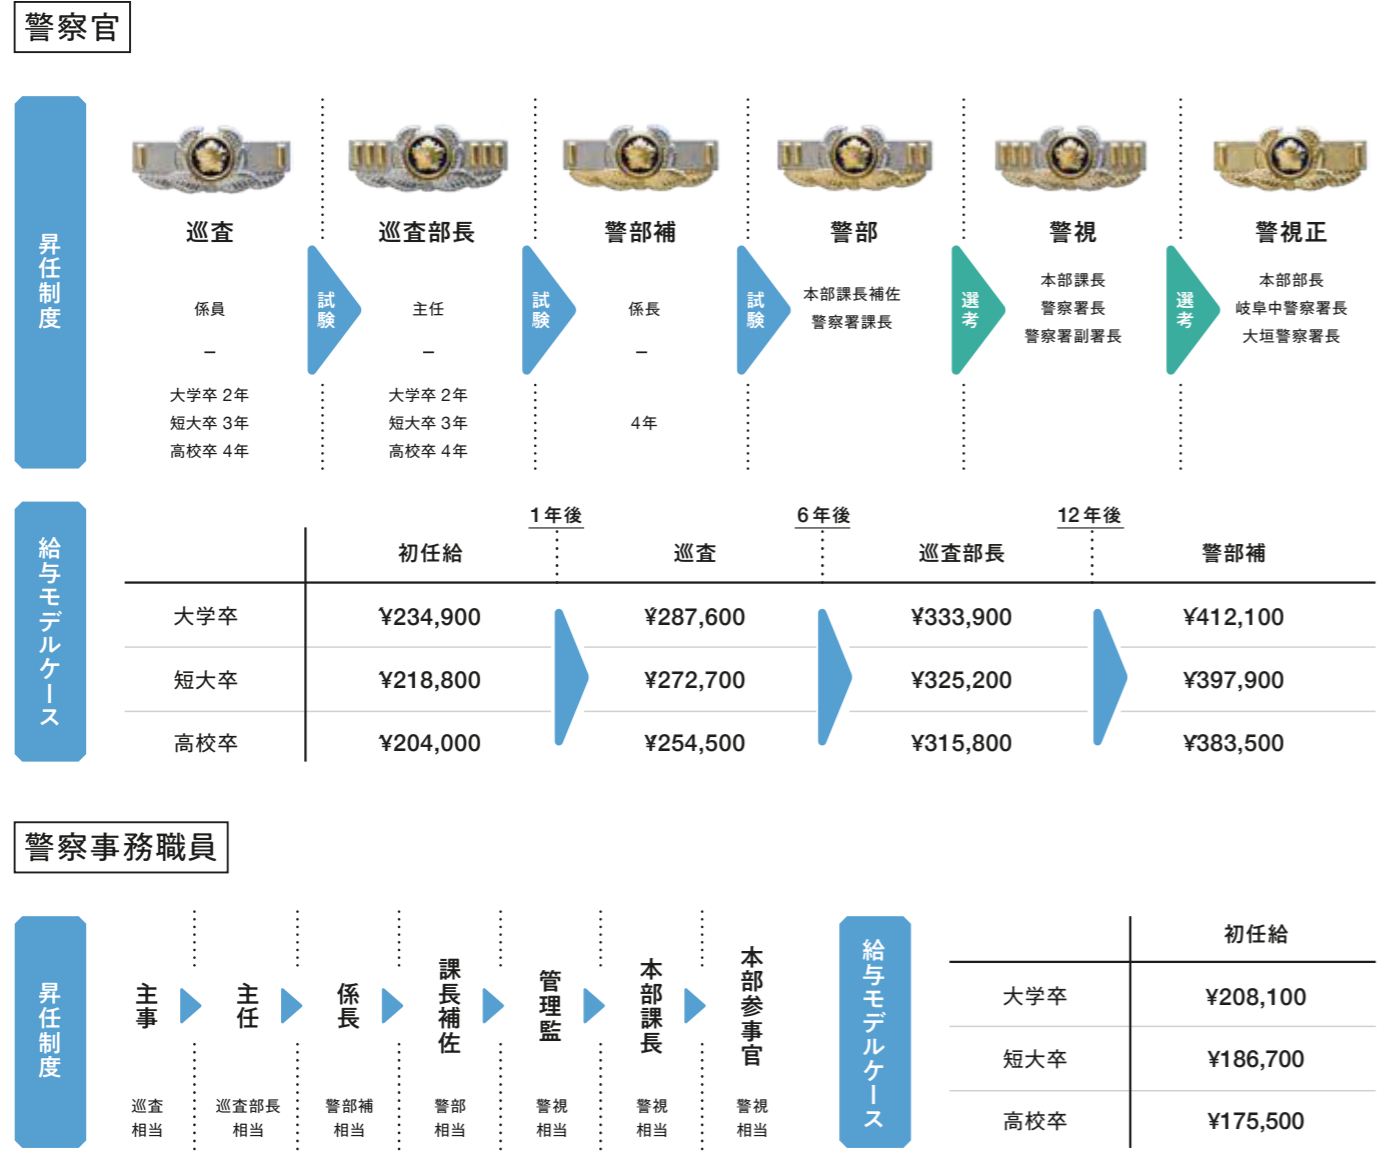 警察官
昇任制度
巡査
係員
–
大学卒 2年
短大卒 3年
高校卒 4年
試験
巡査部長
主任
–
大学卒 2年
短大卒 3年
高校卒 4年
試験
警部補
係長
–
4年
試験
警部
本部課長補佐
警察署課長
選考
警視
本部課長
警察署長
警察署副署長
選考
警視正
本部部長
岐阜中警察署長
大垣警察署長
給与モデルケース
1年後 6年後 12年後
初任給 巡査 巡査部長 警部補
大学卒 ¥234,900 ¥287,600 ¥333,900 ¥412,100
短大卒 ¥218,800 ¥272,700 ¥325,200 ¥397,900
高校卒 ¥204,000 ¥254,500 ¥315,800 ¥383,500
警察事務職員
昇任制度
主事
巡査
相当
主任
巡査部長
相当
係長
警部補
相当
課長補佐
警部
相当
管理監
警視
相当
本部課長
警視
相当
本部参事官
警視
相当
給与モデルケース
初任給
大学卒 ¥208,100
短大卒 ¥186,700
高校卒 ¥175,500